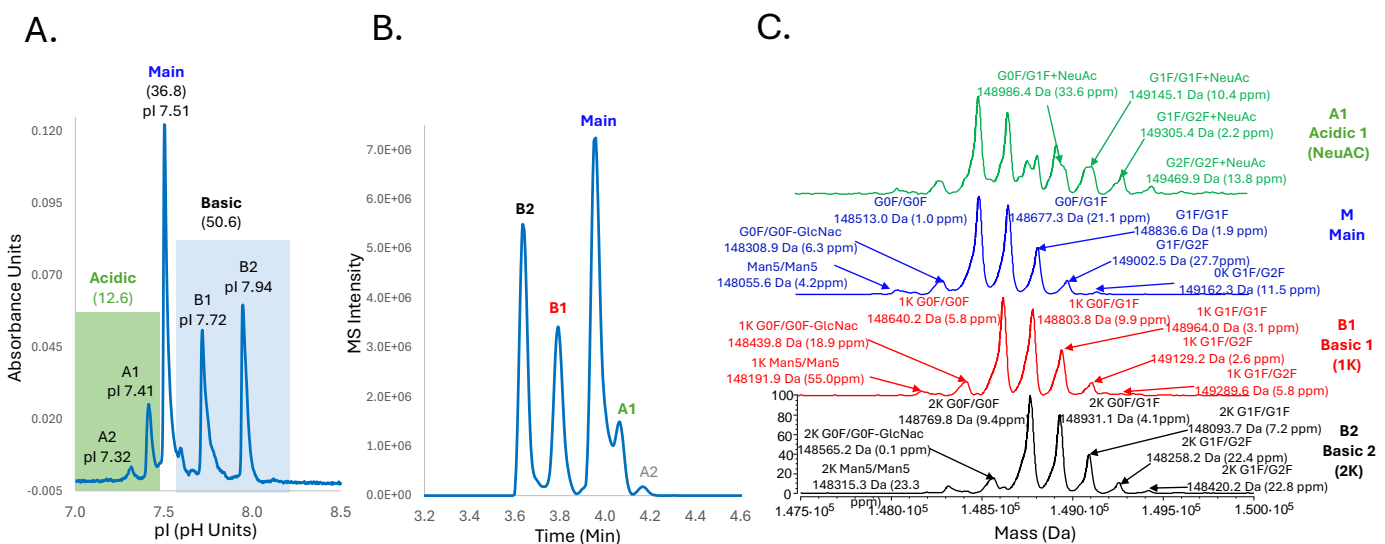 A.
Main
(36.8)
pI 7.51
Basic
(50.6)
B2
pI 7.94
B1
pI 7.72
Acidic
(12.6)
A1
pI 7.41
A2
pI 7.32
Absorbance Units
0.120
0.095
0.070
0.045
0.020
-0.005
7.0
7.5
8.0
8.5
pI (pH Units)
B.
Main
B2
B1
A1
A2
MS Intensity
7.0E+06
6.0E+06
5.0E+06
4.0E+06
3.0E+06
2.0E+06
1.0E+06
0.0E+00
3.2
3.4
3.6
3.8
4.0
4.2
4.4
4.6
Time (Min)
C.
G0F/G1F+NeuAc
148986.4 Da (33.6 ppm)
G1F/G1F+NeuAc
149145.1 Da (10.4 ppm)
G1F/G2F+NeuAc
149305.4 Da (2.2 ppm)
G2F/G2F+NeuAc
149469.9 Da (13.8 ppm)
A1
Acidic 1
(NeuAC)
G0F/G0F
148513.0 Da (1.0 ppm)
G0F/G1F
148677.3 Da (21.1 ppm)
G1F/G1F
148836.6 Da (1.9 ppm)
G1F/G2F
149002.5 Da (27.7ppm)
0K G1F/G2F
149162.3 Da (11.5 ppm)
G0F/G0F-GlcNac
148308.9 Da (6.3 ppm)
Man5/Man5
148055.6 Da (4.2ppm)
M
Main
1K G0F/G0F
148640.2 Da (5.8 ppm)
1K G0F/G1F
148803.8 Da (9.9 ppm)
1K G1F/G1F
148964.0 Da (3.1 ppm)
1K G1F/G2F
149129.2 Da (2.6 ppm)
1K G1F/G2F
149289.6 Da (5.8 ppm)
1K G0F/G0F-GlcNac
148439.8 Da (18.9 ppm)
1K Man5/Man5
148191.9 Da (55.0ppm)
B1
Basic 1
(1K)
2K G0F/G0F
148769.8 Da (9.4ppm)
2K G0F/G1F
148931.1 Da (4.1ppm)
2K G1F/G1F
148093.7 Da (7.2 ppm)
2K G1F/G2F
148258.2 Da (22.4 ppm)
2K G1F/G2F
148420.2 Da (22.8 ppm)
2K G0F/G0F-GlcNac
148565.2 Da (0.1 ppm)
2K Man5/Man5
148315.3 Da (23.3
ppm)
B2
Basic 2
(2K)
100
80
60
40
20
0
1.475·10⁵
1.480·10⁵
1.485·10⁵
1.490·10⁵
1.495·10⁵
1.500·10⁵
Mass (Da)